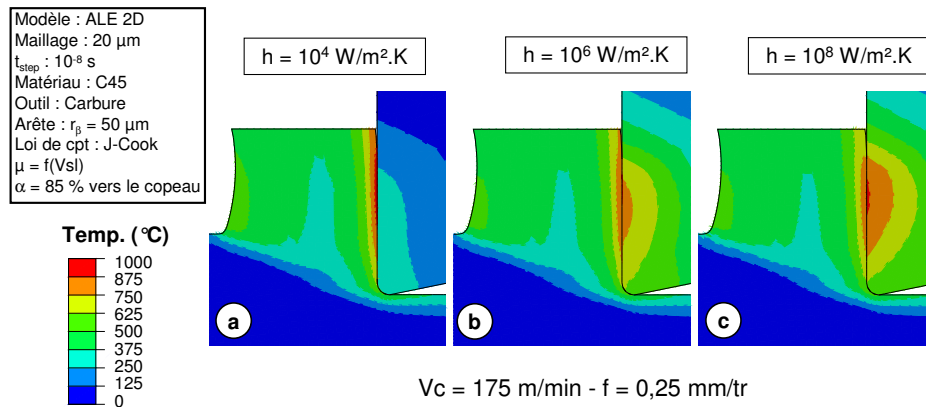 Modèle : ALE 2D
Maillage : 20 µm
t_step : 10⁻⁸ s
Matériau : C45
Outil : Carbure
Arête : r_β = 50 µm
Loi de cpt : J-Cook
µ = f(Vsl)
α = 85 % vers le copeau
h = 10⁴ W/m².K
h = 10⁶ W/m².K
h = 10⁸ W/m².K
Temp. (°C)
1000
875
750
625
500
375
250
125
0
a
b
c
Vc = 175 m/min - f = 0,25 mm/tr